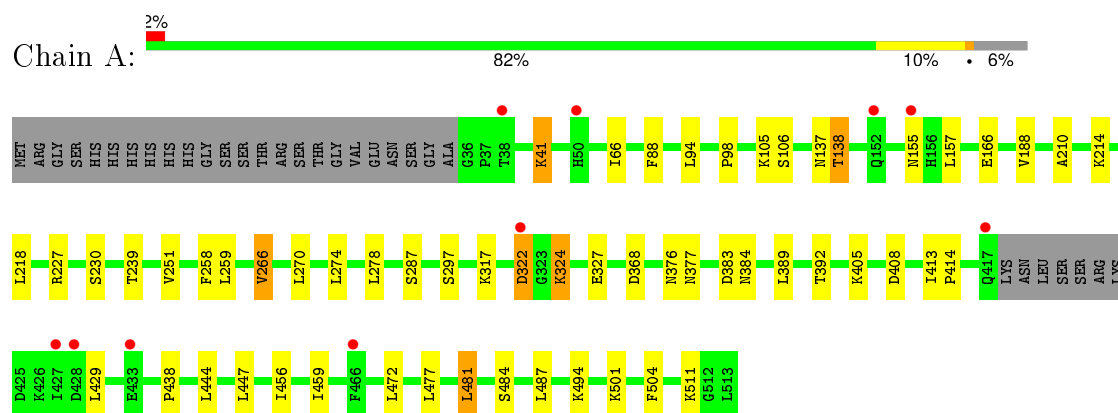 2%
Chain A:
82% 10% • 6%
MET ARG GLY SER HIS HIS HIS HIS HIS HIS GLY SER SER THR ARG SER THR GLY VAL GLU ASN SER GLY ALA G36 P37 T38 K41 H50 I66 F88 L94 P98 K105 S106 N137 T138 Q152 N155 H156 L157 E166 V188 A210 K214
L218 R227 S230 T239 V251 F258 L259 V266 L270 L274 L278 S287 S297 K317 D322 G323 K324 E327 D368 N376 N377 D383 N384 L389 T392 K405 D408 I413 P414 Q417 LYS ASN LEU SER SER ARG LYS
D425 K426 I427 D428 L429 E433 P438 L444 L447 I456 I459 F466 L472 L477 L481 S484 L487 K494 K501 F504 K511 G512 L513